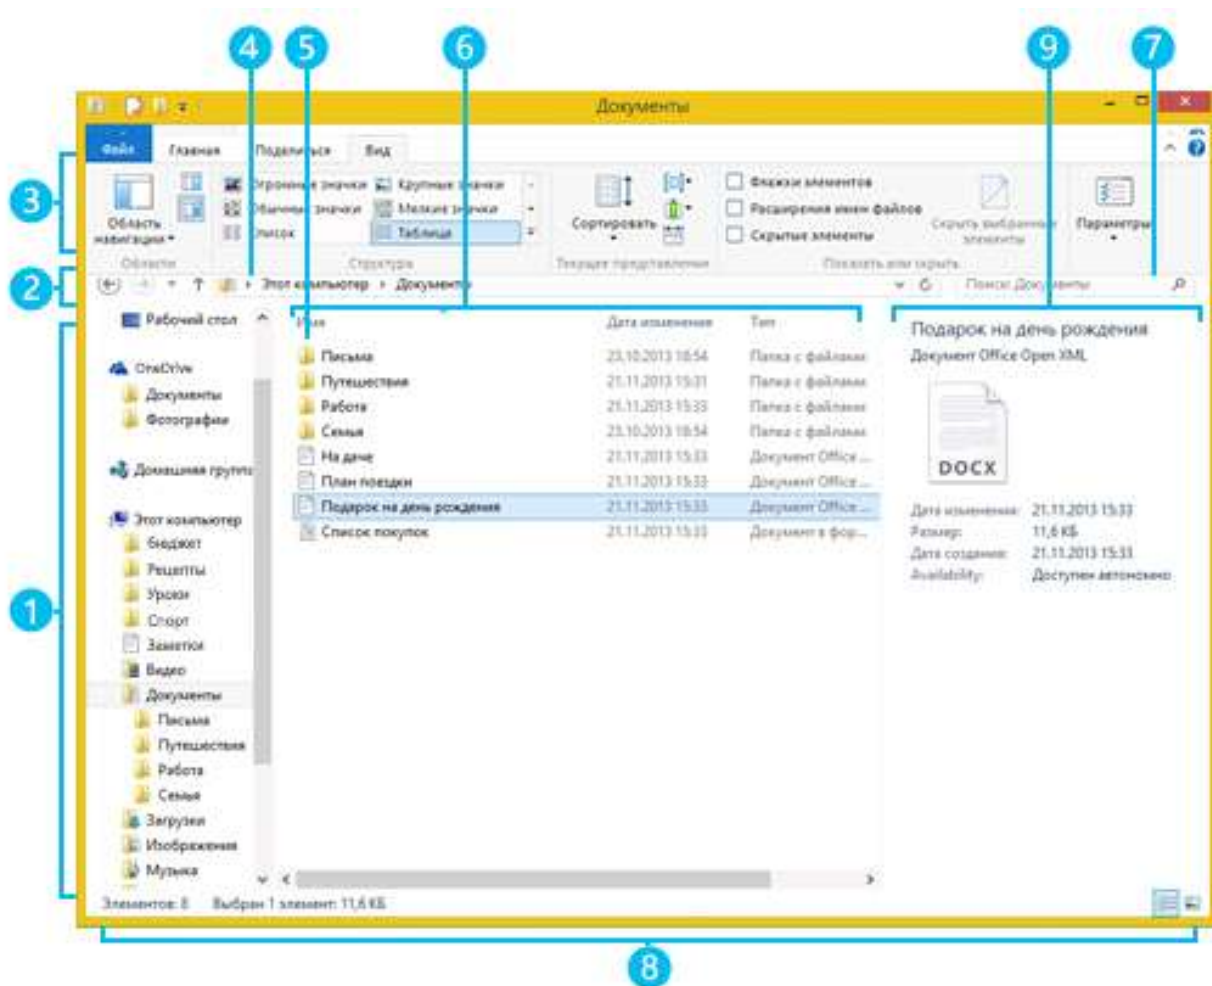 4 5 6 9 7
Документы
Файл Главная Поделиться Вид
3
Огромные значки Крупные значки
Обычные значки Мелкие значки
Список Таблица
Область навигации
Сортировать
Флажки элементов
Расширения имен файлов
Скрытые элементы
Скрыть выбранные элементы
Параметры
Области Структура Текущее представление Показать или скрыть
2
Этот компьютер Документы
Поиск: Документы
1
Рабочий стол
OneDrive
Документы
Фотографии
Домашняя группа
Этот компьютер
бюджет
Рецепты
Уроки
Спорт
Заметки
Видео
Документы
Письма
Путешествия
Работа
Семья
Загрузки
Изображения
Музыка
Имя Дата изменения Тип
Письма 23.10.2013 18:54 Папка с файлами
Путешествия 21.11.2013 15:31 Папка с файлами
Работа 21.11.2013 15:33 Папка с файлами
Семья 23.10.2013 18:54 Папка с файлами
На даче 21.11.2013 15:33 Документ Office ...
План поездки 21.11.2013 15:33 Документ Office ...
Подарок на день рождения 21.11.2013 15:33 Документ Office ...
Список покупок 21.11.2013 15:33 Документ в фор...
Подарок на день рождения
Документ Office Open XML
DOCX
Дата изменения: 21.11.2013 15:33
Размер: 11,6 КБ
Дата создания: 21.11.2013 15:33
Availability: Доступен автономно
Элементов: 8 Выбран 1 элемент: 11,6 КБ
8